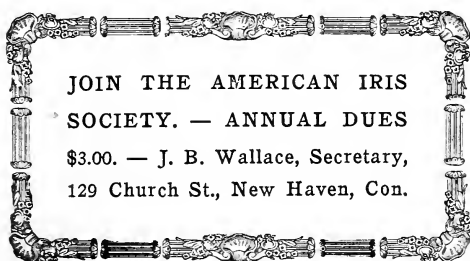 JOIN THE AMERICAN IRIS
SOCIETY. — ANNUAL DUES
$3.00. — J. B. Wallace, Secretary,
129 Church St., New Haven, Con.